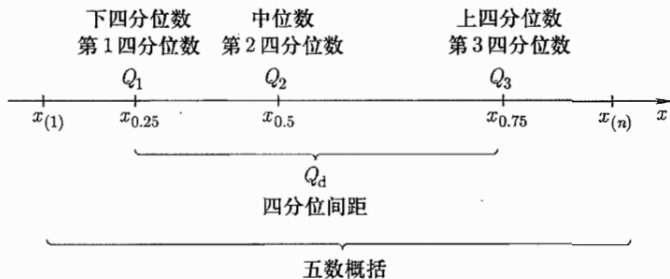 下四分位数 中位数 上四分位数
第1四分位数 第2四分位数 第3四分位数
Q₁ Q₂ Q₃
x₍₁₎ x₀.₂₅ x₀.₅ x₀.₇₅ x₍ₙ₎ x
Q_d
四分位间距
五数概括